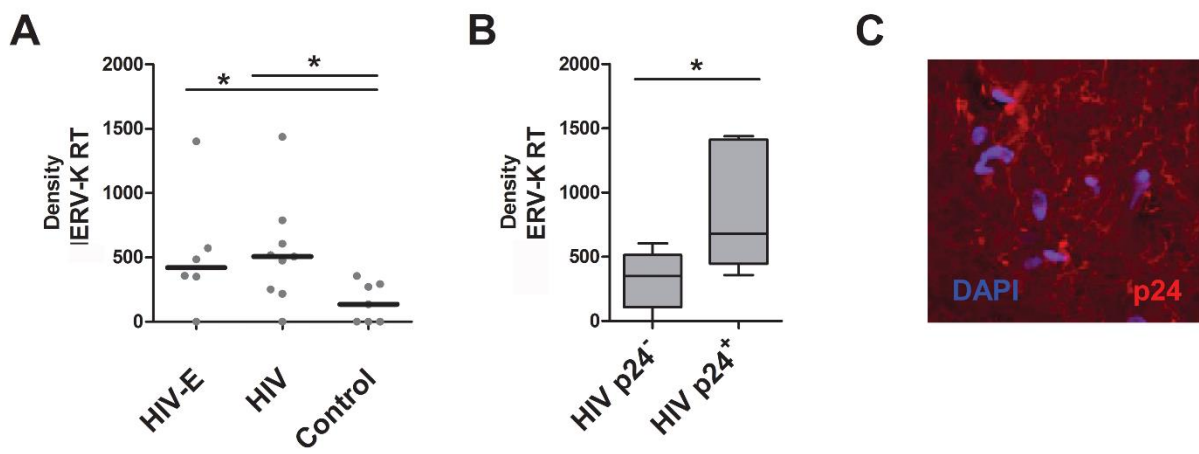 A
2000
1500
1000
500
0
Density
ERV-K RT
*
*
HIV-E
HIV
Control
B
2000
1500
1000
500
0
Density
ERV-K RT
*
HIV p24⁻
HIV p24⁺
C
DAPI
p24